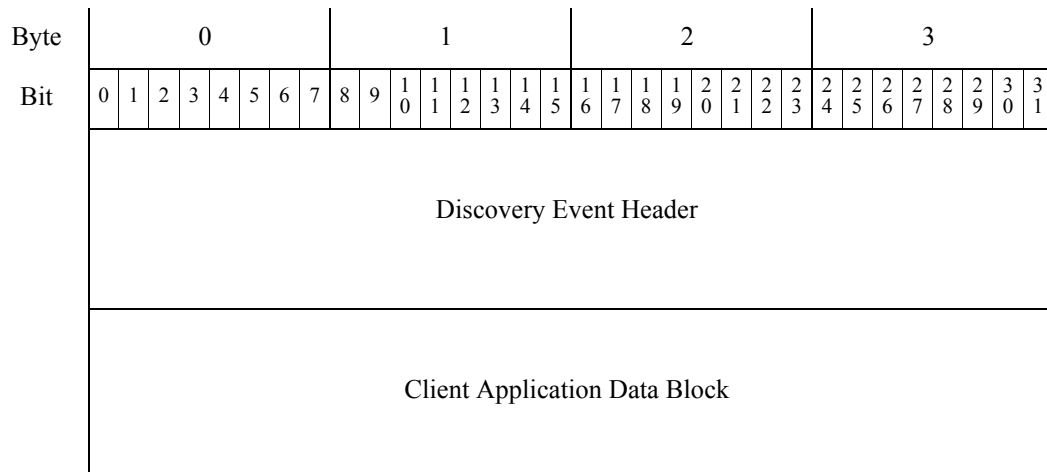 Byte 0 1 2 3
Bit 0 1 2 3 4 5 6 7 8 9 10 11 12 13 14 15 16 17 18 19 20 21 22 23 24 25 26 27 28 29 30 31
Discovery Event Header
Client Application Data Block